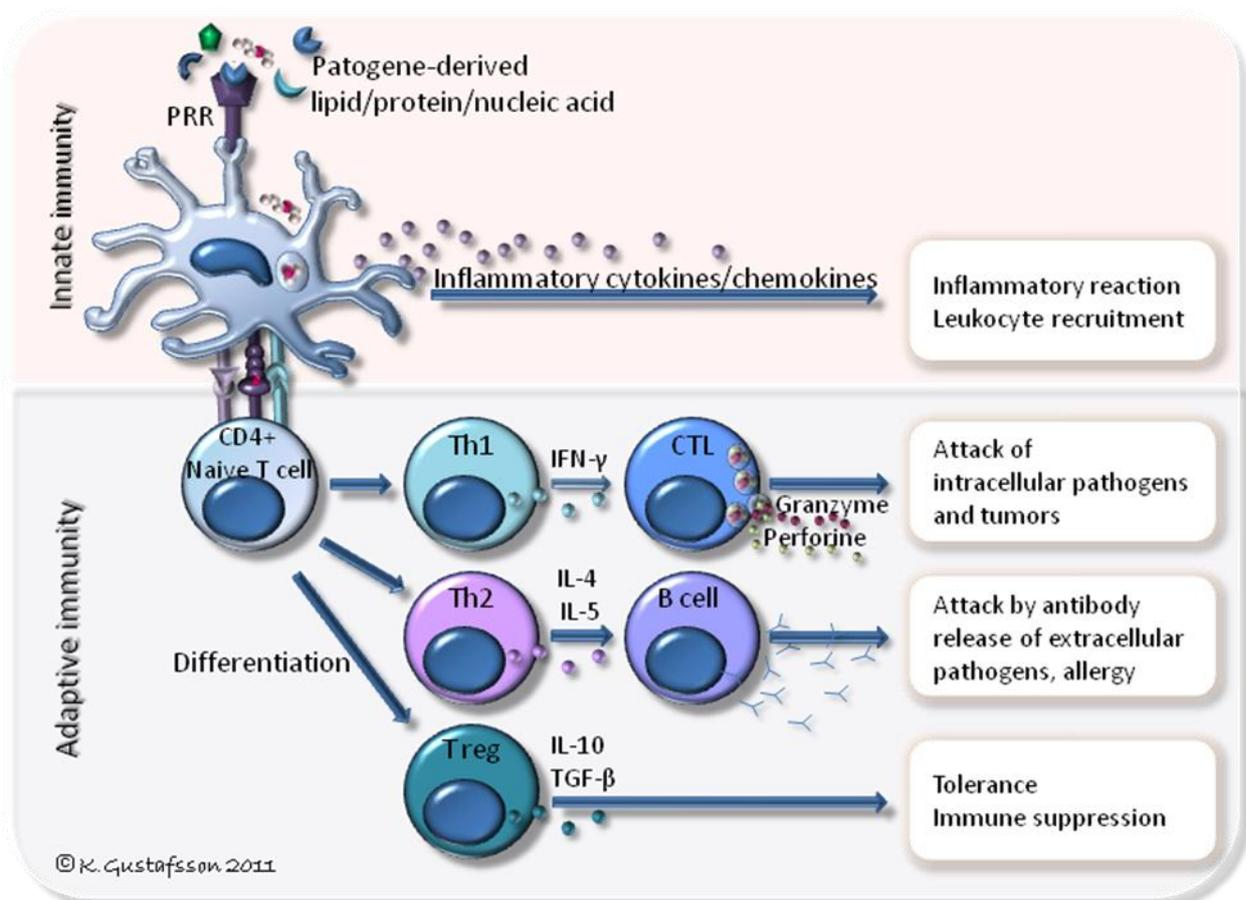 Innate immunity
Patogene-derived
lipid/protein/nucleic acid
PRR
Inflammatory cytokines/chemokines
Inflammatory reaction
Leukocyte recruitment
Adaptive immunity
CD4+
Naive T cell
Th1
IFN-γ
CTL
Granzyme
Perforine
Attack of
intracellular pathogens
and tumors
Differentiation
Th2
IL-4
IL-5
B cell
Attack by antibody
release of extracellular
pathogens, allergy
Treg
IL-10
TGF-β
Tolerance
Immune suppression
© K. Gustafsson 2011